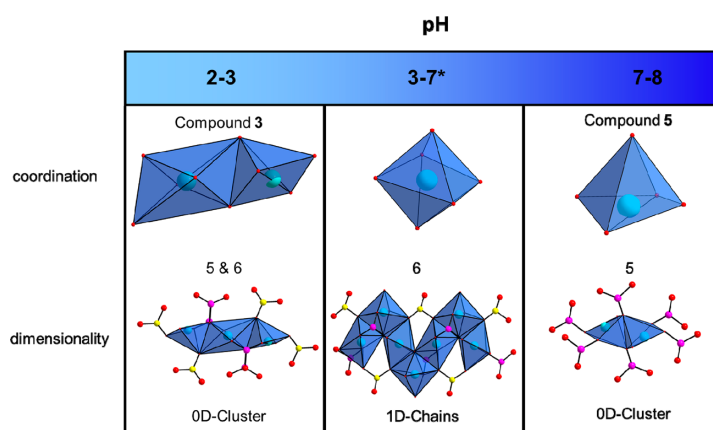 pH
2-3 3-7* 7-8
Compound 3 Compound 5
coordination
5 & 6 6 5
dimensionality
0D-Cluster 1D-Chains 0D-Cluster